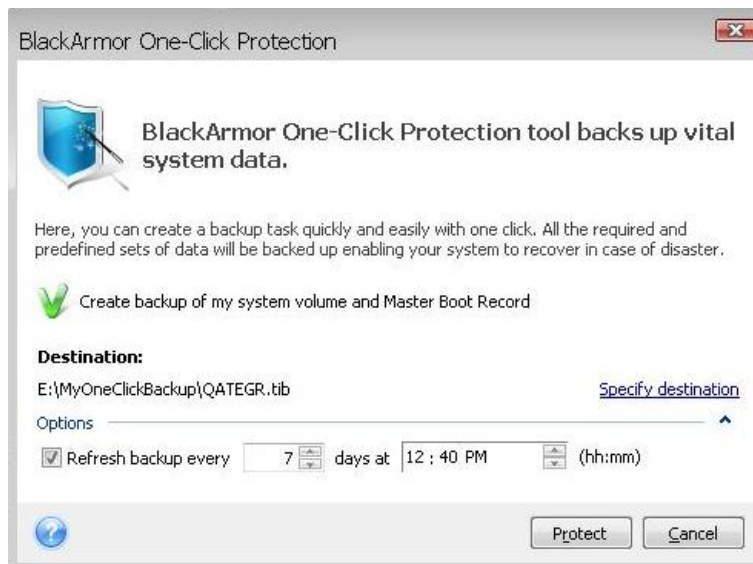 BlackArmor One-Click Protection
BlackArmor One-Click Protection tool backs up vital
system data.
Here, you can create a backup task quickly and easily with one click. All the required and
predefined sets of data will be backed up enabling your system to recover in case of disaster.
Create backup of my system volume and Master Boot Record
Destination:
E:\MyOneClickBackup\QATEGR.tib Specify destination
Options
Refresh backup every 7 days at 12 : 40 PM (hh:mm)
? Protect Cancel